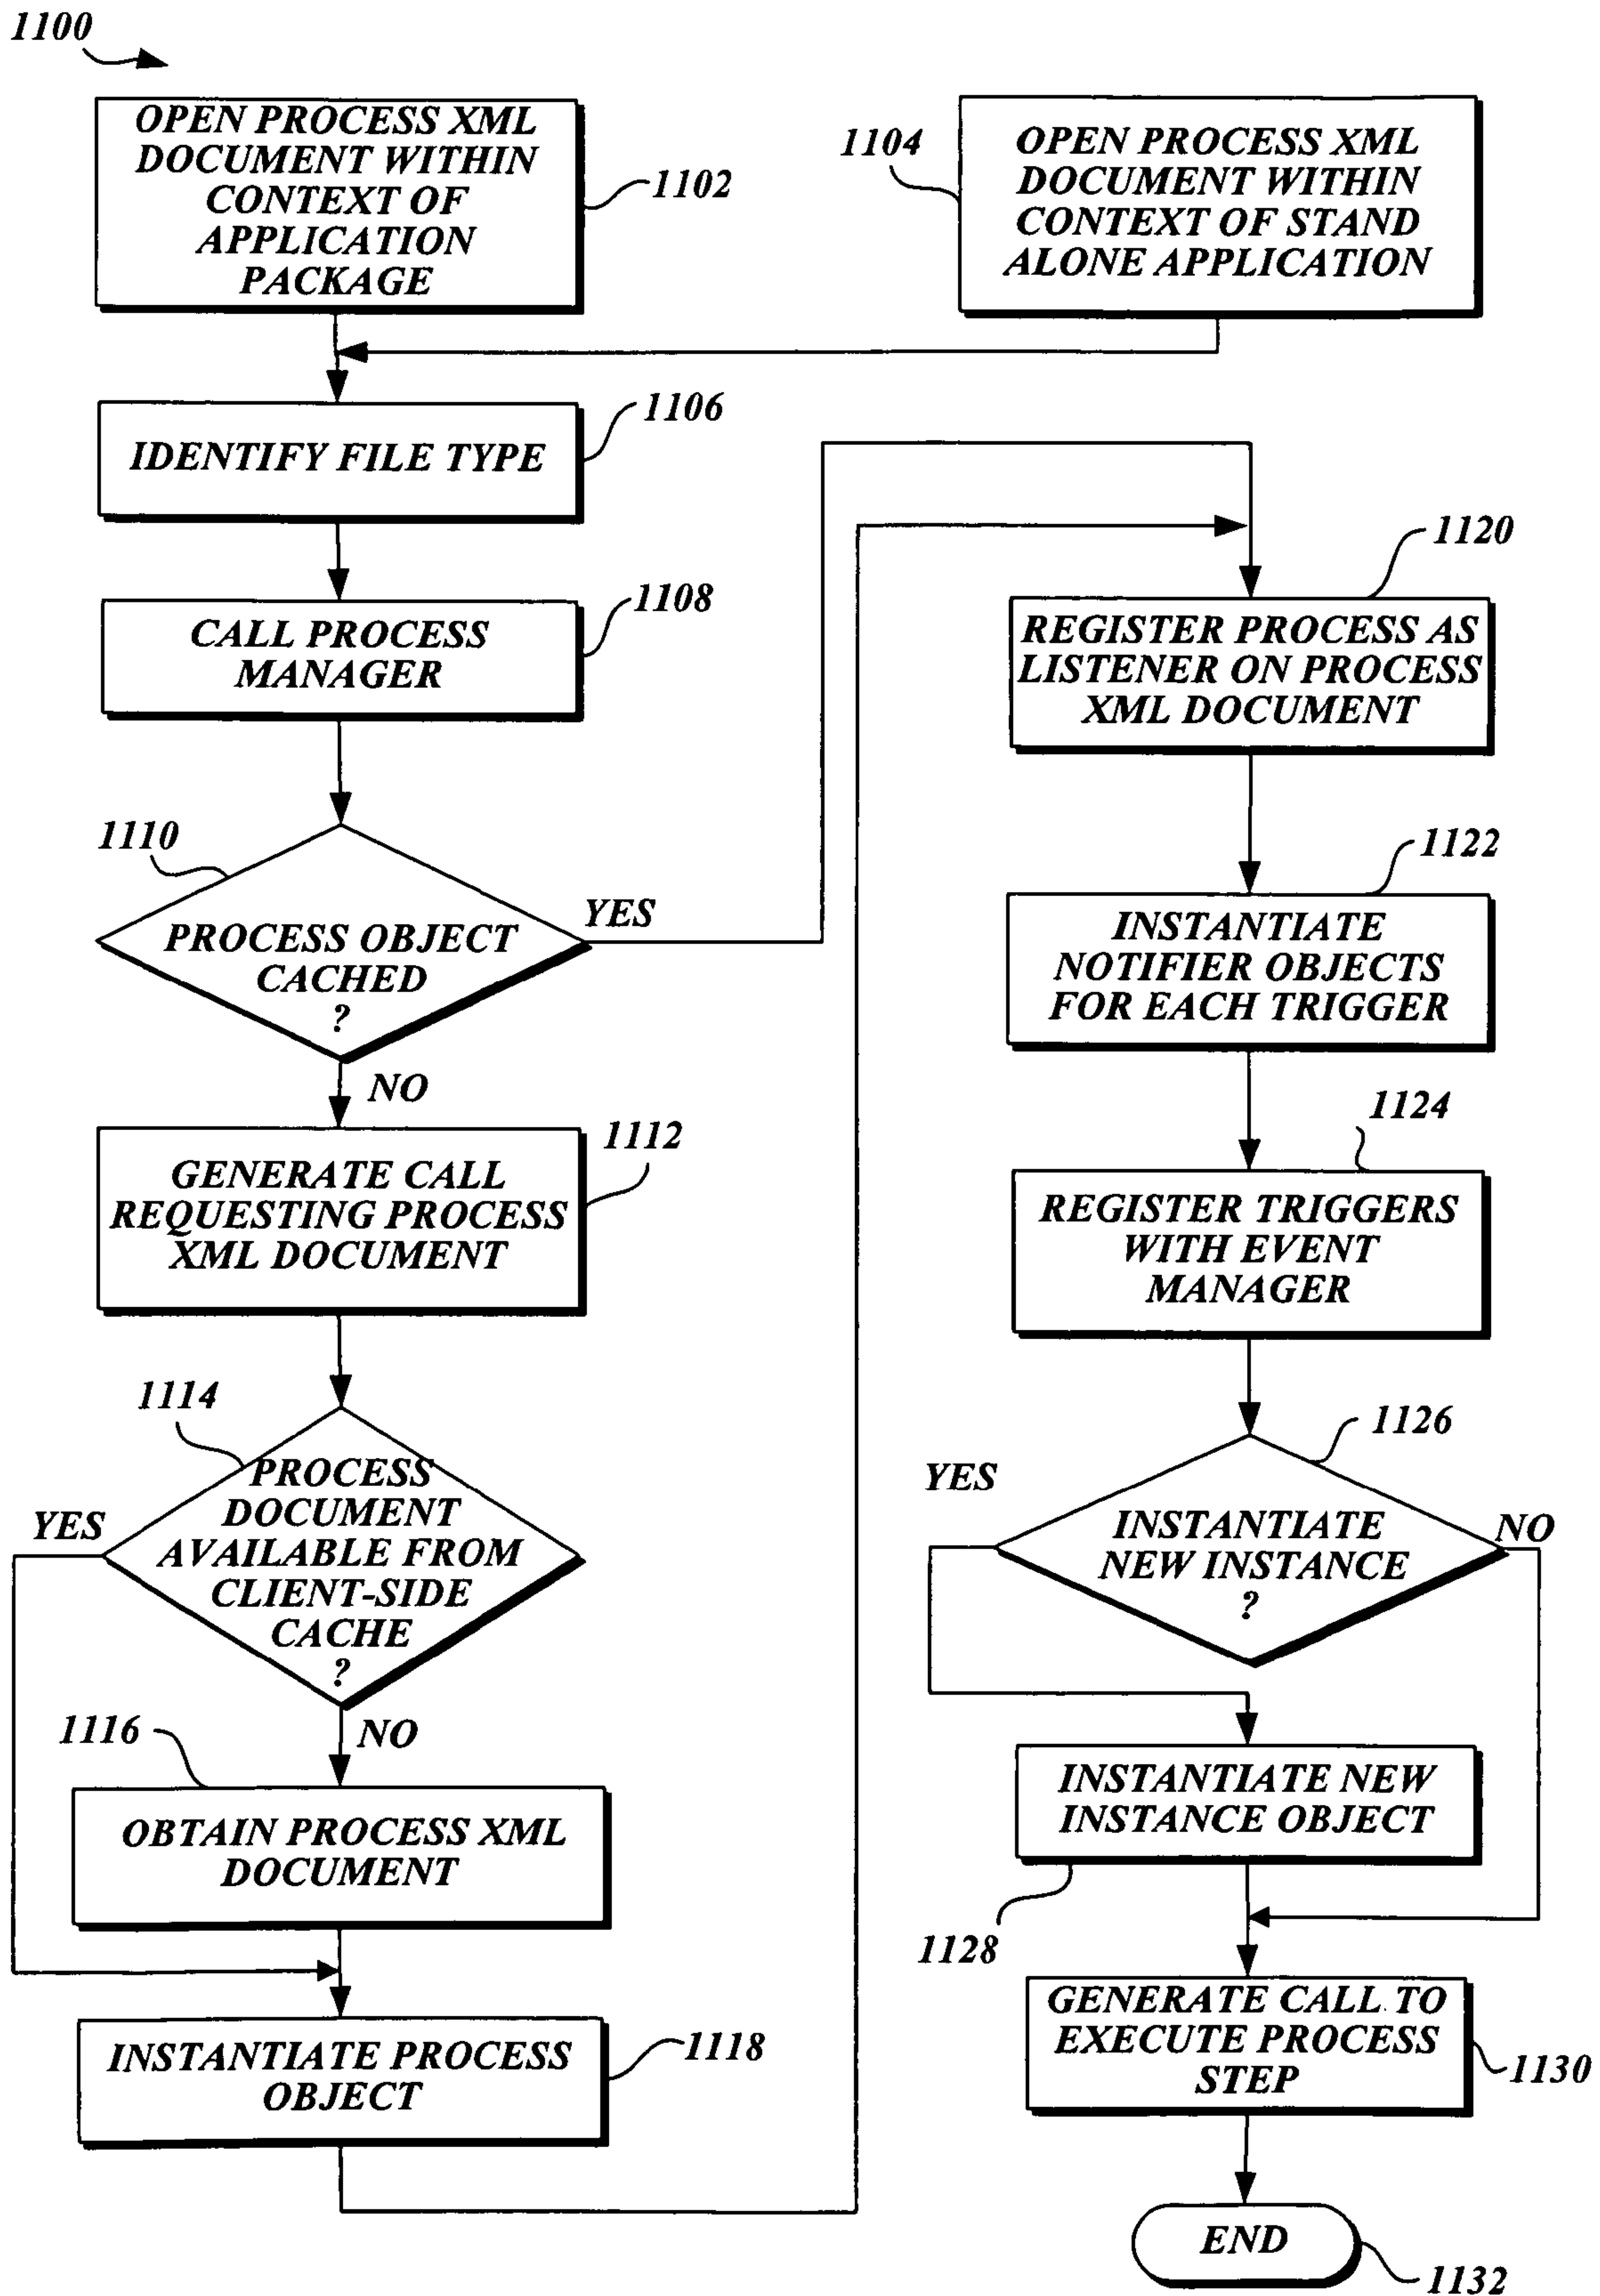 1100
OPEN PROCESS XML
DOCUMENT WITHIN
CONTEXT OF
APPLICATION
PACKAGE
1102
1104
OPEN PROCESS XML
DOCUMENT WITHIN
CONTEXT OF STAND
ALONE APPLICATION
1106
IDENTIFY FILE TYPE
1108
CALL PROCESS
MANAGER
1110
PROCESS OBJECT
CACHED
?
YES
NO
1112
GENERATE CALL
REQUESTING PROCESS
XML DOCUMENT
1114
PROCESS
DOCUMENT
AVAILABLE FROM
CLIENT-SIDE
CACHE
?
YES
NO
1116
OBTAIN PROCESS XML
DOCUMENT
INSTANTIATE PROCESS
OBJECT
1118
1120
REGISTER PROCESS AS
LISTENER ON PROCESS
XML DOCUMENT
1122
INSTANTIATE
NOTIFIER OBJECTS
FOR EACH TRIGGER
1124
REGISTER TRIGGERS
WITH EVENT
MANAGER
1126
YES
INSTANTIATE
NEW INSTANCE
?
NO
INSTANTIATE NEW
INSTANCE OBJECT
1128
GENERATE CALL TO
EXECUTE PROCESS
STEP
1130
END
1132